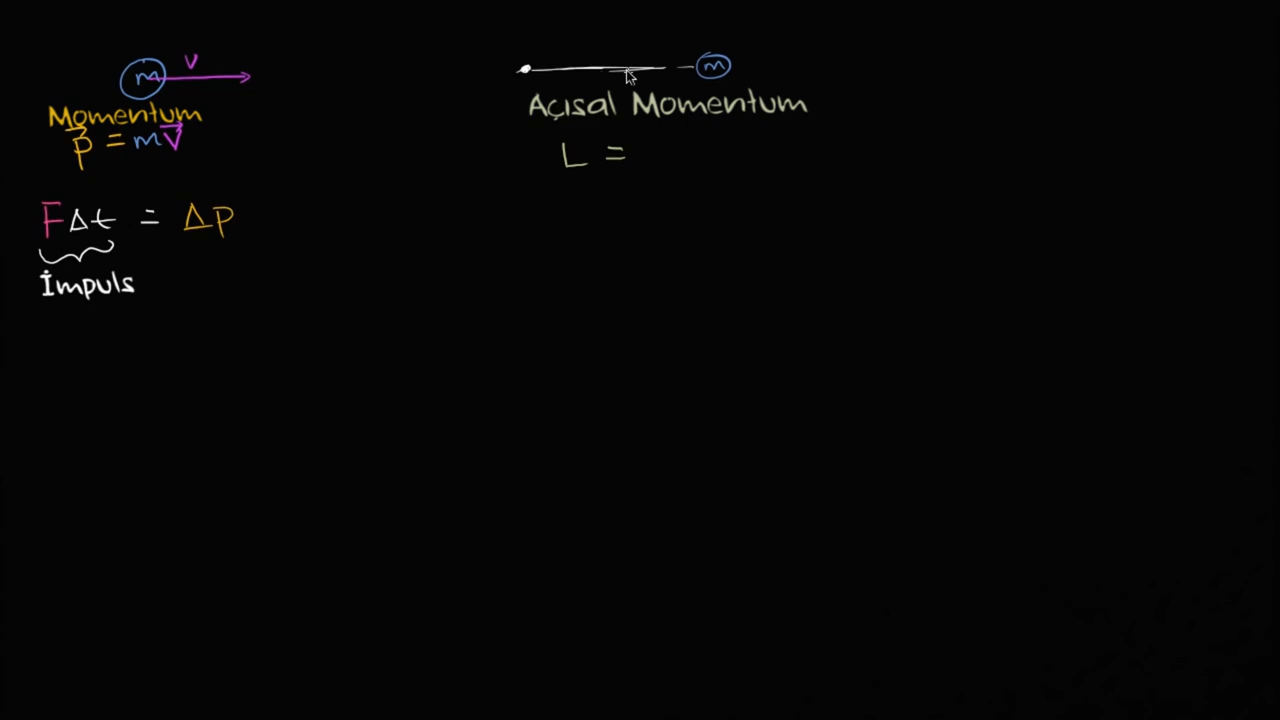 m v
Momentum
p⃗ = mv⃗
FΔt = Δp
İmpuls
m
Açısal Momentum
L =